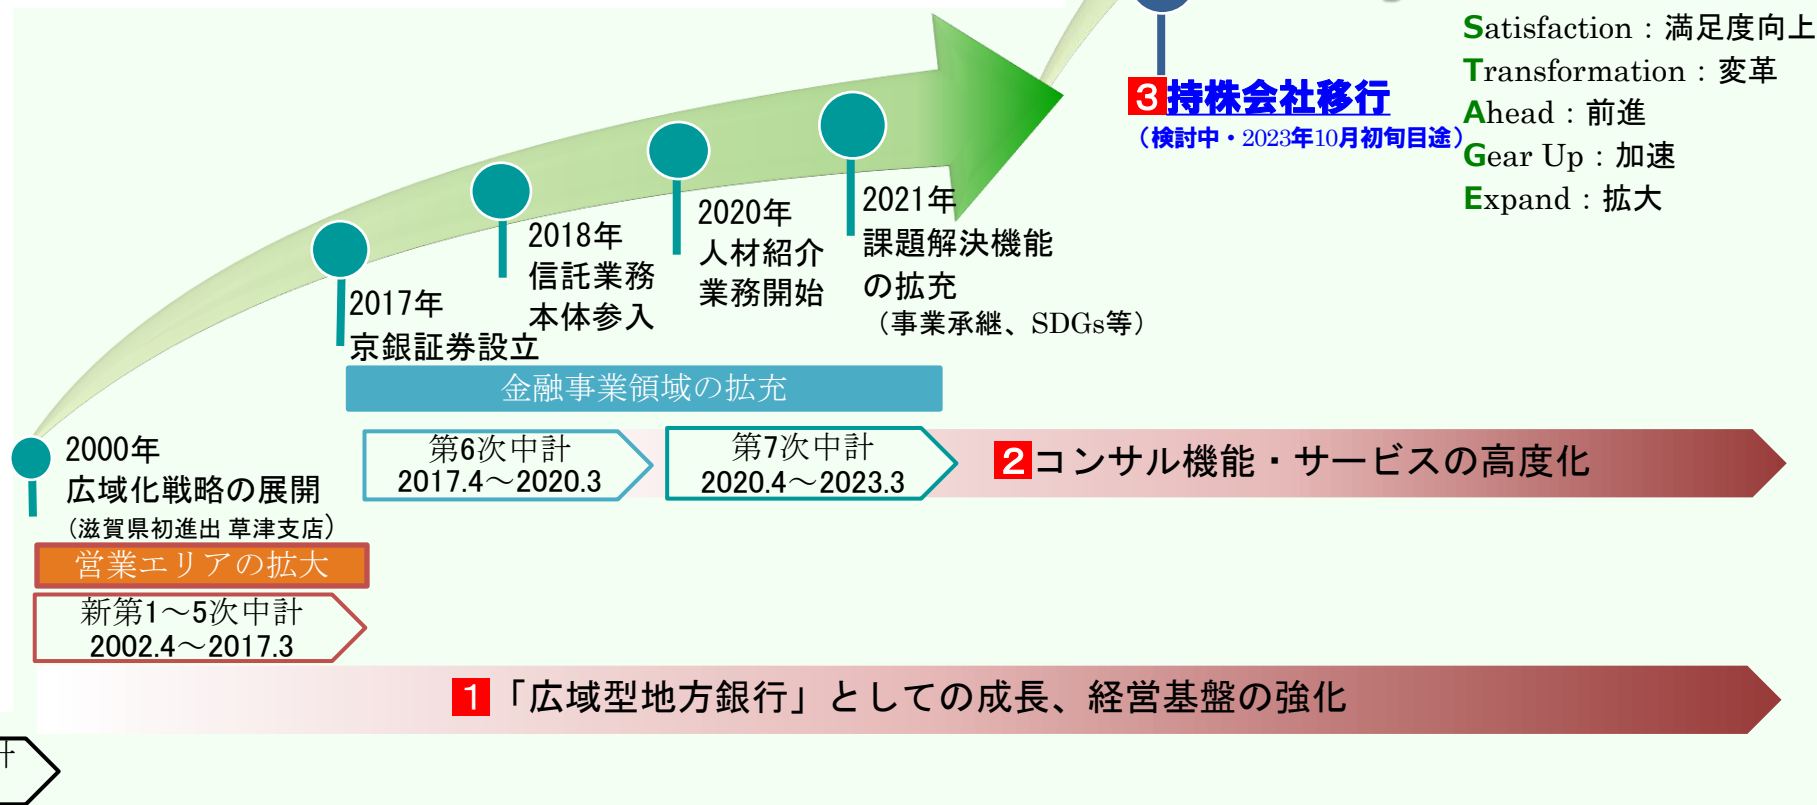 Satisfaction：満足度向上
Transformation：変革
Ahead：前進
Gear Up：加速
Expand：拡大
3持株会社移行
（検討中・2023年10月初旬目途）
2021年
課題解決機能
の拡充
（事業承継、SDGs等）
2020年
人材紹介
業務開始
2018年
信託業務
本体参入
2017年
京銀証券設立
金融事業領域の拡充
2000年
広域化戦略の展開
（滋賀県初進出 草津支店）
第6次中計
2017.4～2020.3
第7次中計
2020.4～2023.3
2コンサル機能・サービスの高度化
営業エリアの拡大
新第1～5次中計
2002.4～2017.3
1「広域型地方銀行」としての成長、経営基盤の強化
計